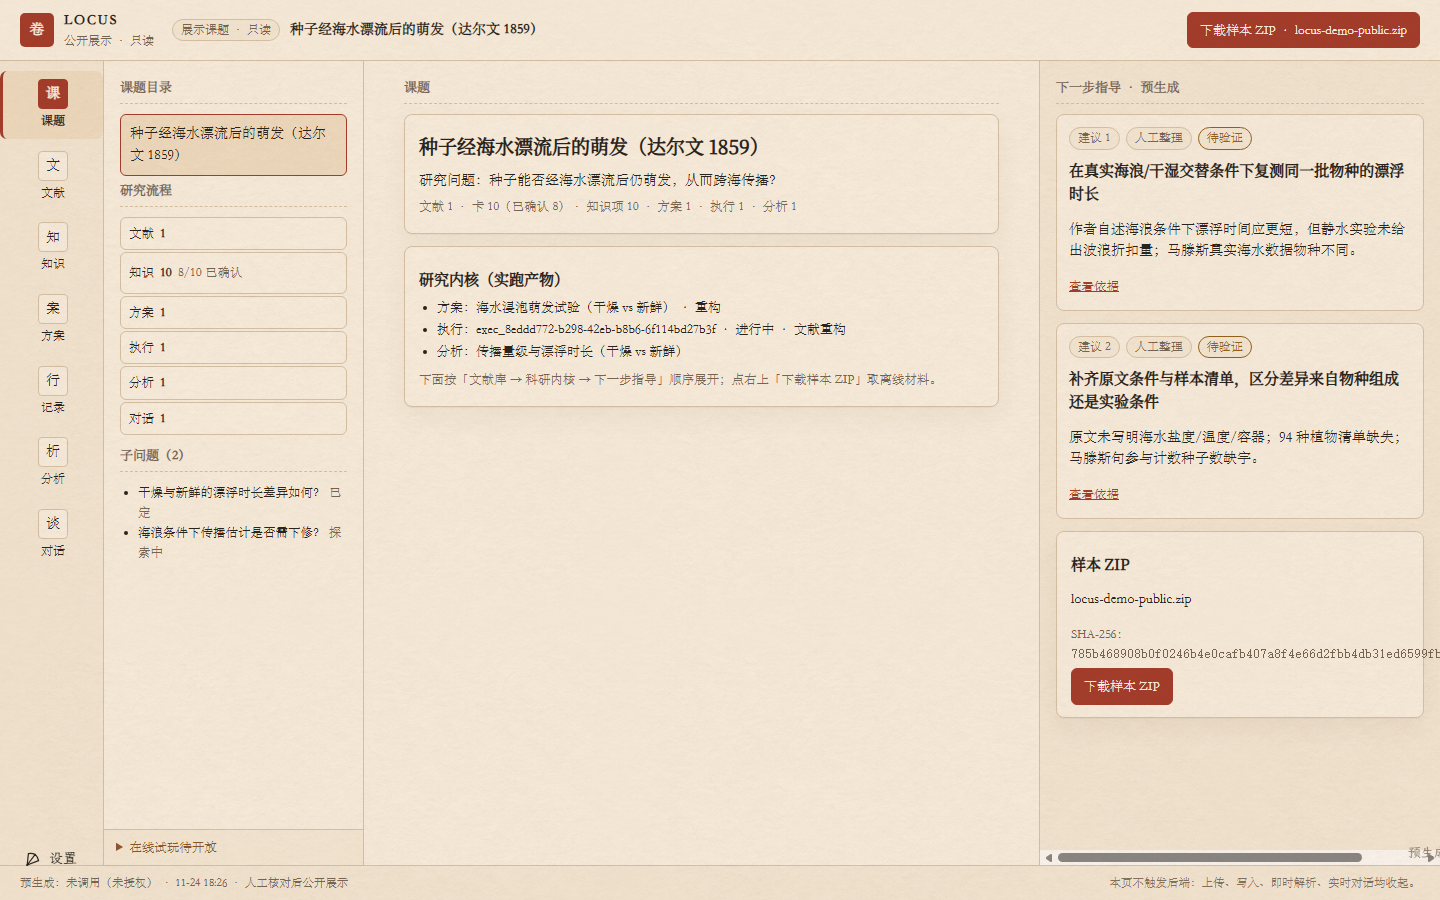 卷
LOCUS
公开展示 · 只读
展示课题 · 只读
种子经海水漂流后的萌发（达尔文 1859）
下载样本 ZIP · locus-demo-public.zip
课
课题
文
文献
知
知识
案
方案
行
记录
析
分析
谈
对话
设置
课题目录
种子经海水漂流后的萌发（达尔
文 1859）
研究流程
文献 1
知识 10 8/10 已确认
方案 1
执行 1
分析 1
对话 1
子问题（2）
干燥与新鲜的漂浮时长差异如何？ 已
定
海浪条件下传播估计是否需下修？ 探
索中
在线试玩待开放
课题
种子经海水漂流后的萌发（达尔文 1859）
研究问题：种子能否经海水漂流后仍萌发，从而跨海传播？
文献 1 · 卡 10（已确认 8） · 知识项 10 · 方案 1 · 执行 1 · 分析 1
研究内核（实跑产物）
方案：海水浸泡萌发试验（干燥 vs 新鲜） · 重构
执行：exec_8eddd772-b298-42eb-b8b6-6f114bd27b3f · 进行中 · 文献重构
分析：传播量级与漂浮时长（干燥 vs 新鲜）
下面按「文献库 → 科研内核 → 下一步指导」顺序展开；点右上「下载样本 ZIP」取离线材料。
下一步指导 · 预生成
建议 1 人工整理 待验证
在真实海浪/干湿交替条件下复测同一批物种的漂浮
时长
作者自述海浪条件下漂浮时间应更短，但静水实验未给
出波浪折扣量；马滕斯真实海水数据物种不同。
查看依据
建议 2 人工整理 待验证
补齐原文条件与样本清单，区分差异来自物种组成
还是实验条件
原文未写明海水盐度/温度/容器；94 种植物清单缺失；
马滕斯句参与计数种子数缺字。
查看依据
样本 ZIP
locus-demo-public.zip
SHA-256：
785b468908b0f0246b4e0cafb407a8f4e66d2fbb4db31ed6599fb
下载样本 ZIP
预生成
预生成：未调用（未授权） · 11-24 18:26 · 人工核对后公开展示
本页不触发后端：上传、写入、即时解析、实时对话均收起。